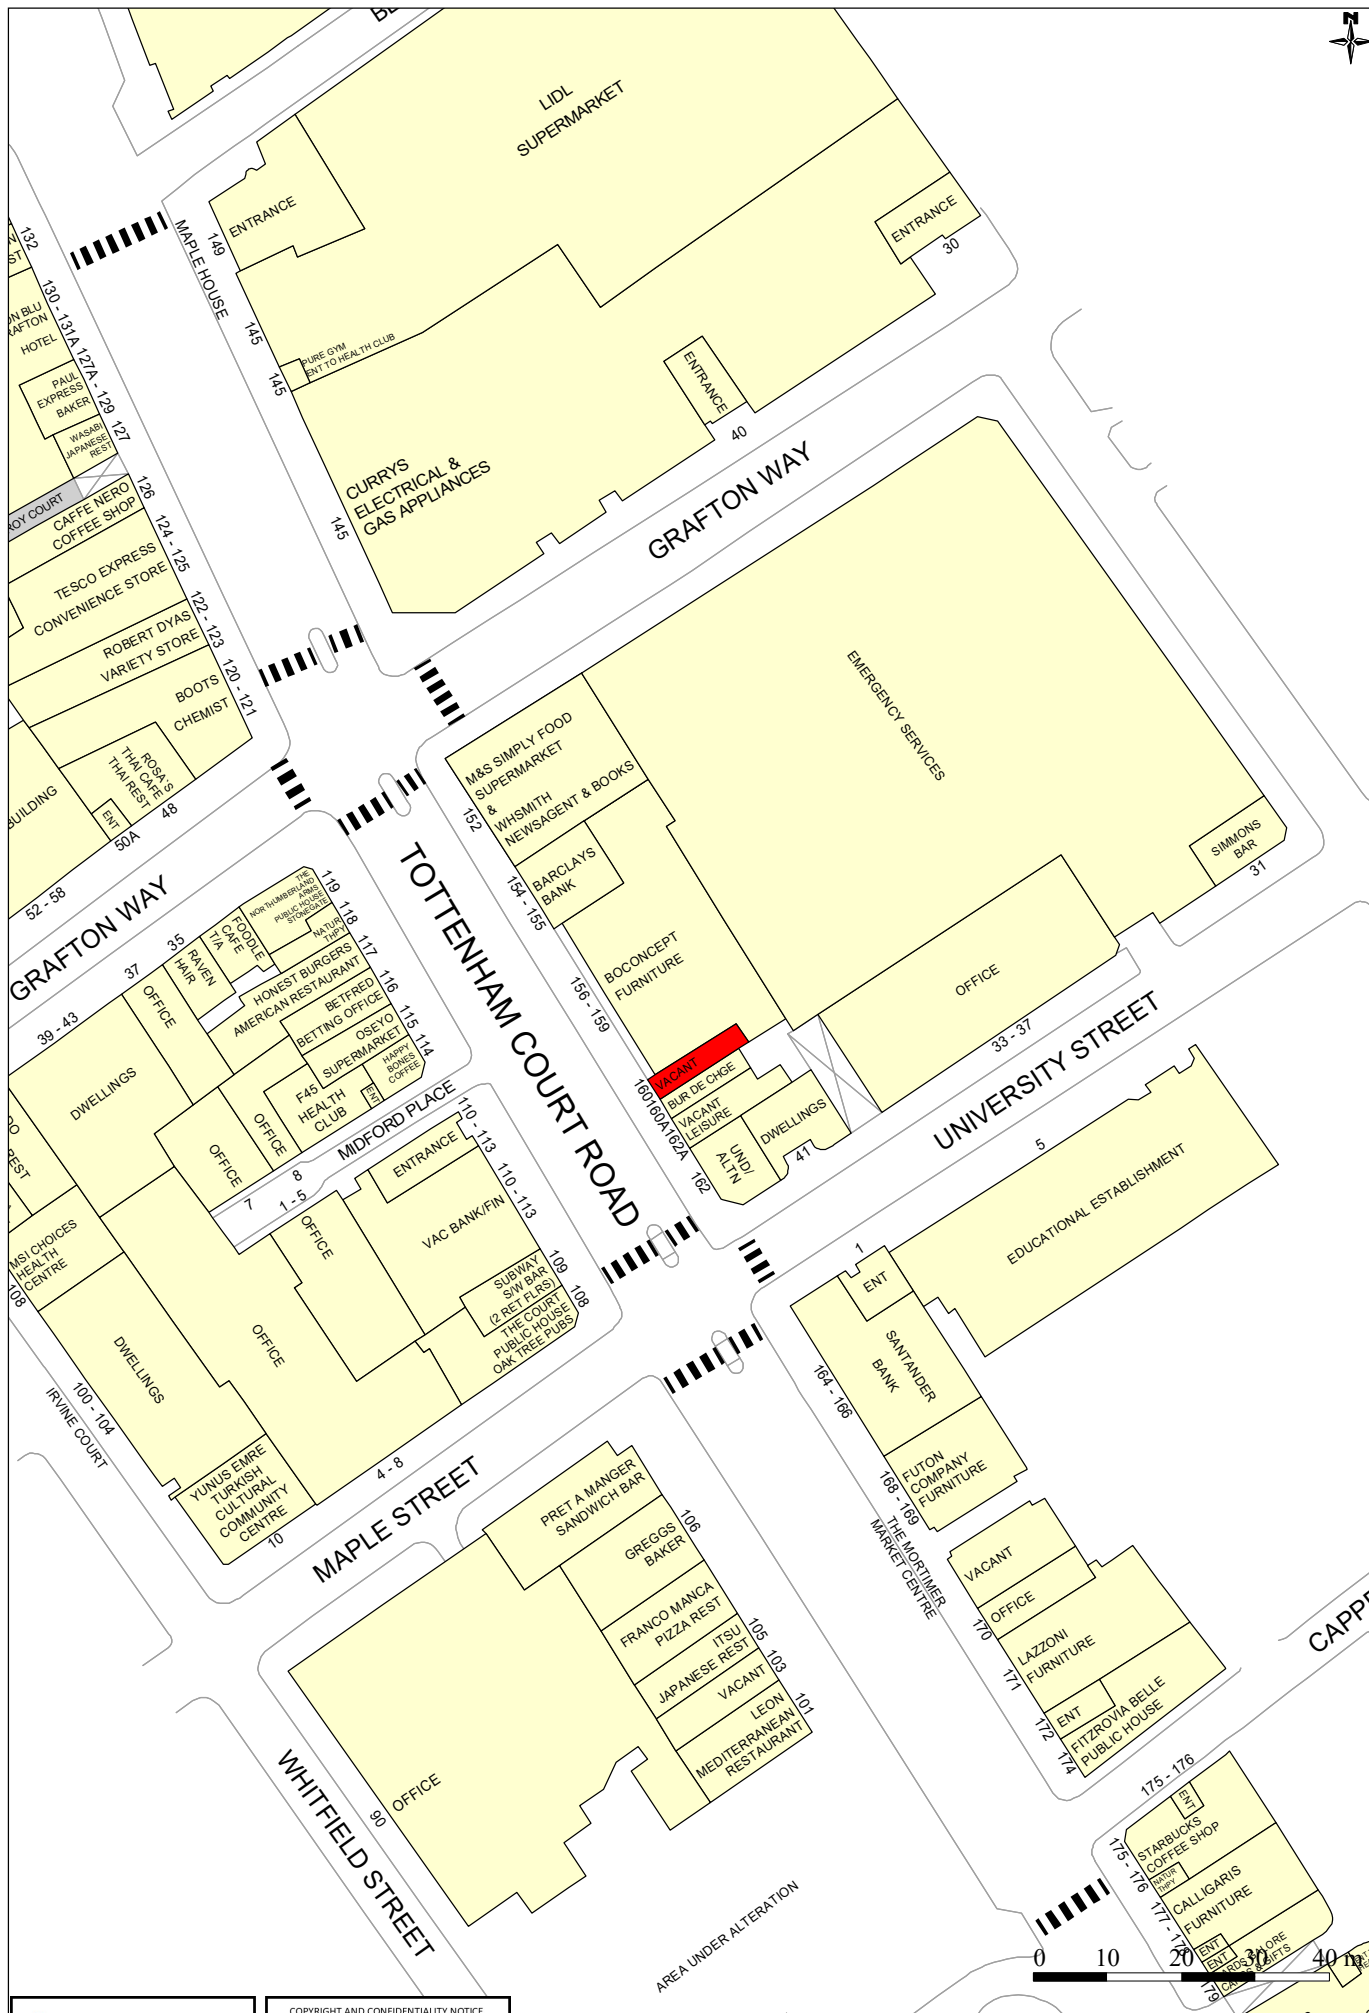 N
LIDL
SUPERMARKET
ENTRANCE
149
MAPLE HOUSE
ENTRANCE
30
132
130 - 131A
HOTEL
127A - 129
PAUL
EXPRESS
BAKER
127
WASABI
JAPANESE
REST
145
PURE GYM
ENT TO HEALTH CLUB
145
ENTRANCE
40
CURRYS
ELECTRICAL &
GAS APPLIANCES
145
GRAFTON WAY
126
CAFFE NERO
COFFEE SHOP
124 - 125
TESCO EXPRESS
CONVENIENCE STORE
122 - 123
ROBERT DYAS
VARIETY STORE
120 - 121
BOOTS
CHEMIST
ROSA'S
THAI CAFE
THAI REST
ENT
48
50A
52 - 58
GRAFTON WAY
EMERGENCY SERVICES
M&S SIMPLY FOOD
SUPERMARKET
&
WHSMITH
NEWSAGENT & BOOKS
152
BARCLAYS
BANK
154 - 155
SIMMONS
BAR
31
TOTTENHAM COURT ROAD
BOCONCEPT
FURNITURE
156 - 159
OFFICE
33 - 37
UNIVERSITY STREET
VACANT
160
BUR DE CHGE
160A
VACANT
LEISURE
162A
UND/
ALTN
162
DWELLINGS
41
THE
NORTHUMBERLAND
ARMS
PUBLIC HOUSE
STONEGATE
119
118
NATUR
THPY
117
FOODLE
CAFE
T/A
35
RAVEN
HAIR
37
OFFICE
39 - 43
HONEST BURGERS
AMERICAN RESTAURANT
116
BETFRED
BETTING OFFICE
115
OSEYO
SUPERMARKET
114
HAPPY
BONES
COFFEE
ENT
F45
HEALTH
CLUB
OFFICE
OFFICE
DWELLINGS
MIDFORD PLACE
7
8
1 - 5
110 - 113
ENTRANCE
110 - 113
VAC BANK/FIN
OFFICE
109
SUBWAY
S/W BAR
(2 RET FLRS)
108
THE COURT
PUBLIC HOUSE
OAK TREE PUBS
MSI CHOICES
HEALTH
CENTRE
108
DWELLINGS
OFFICE
100 - 104
IRVINE COURT
YUNUS EMRE
TURKISH
CULTURAL
COMMUNITY
CENTRE
10
4 - 8
MAPLE STREET
5
EDUCATIONAL ESTABLISHMENT
1
ENT
SANTANDER
BANK
164 - 166
FUTON
COMPANY
FURNITURE
168 - 169
THE MORTIMER
MARKET CENTRE
VACANT
OFFICE
170
LAZZONI
FURNITURE
171
ENT
172
FITZROVIA BELLE
PUBLIC HOUSE
174
PRET A MANGER
SANDWICH BAR
106
GREGGS
BAKER
FRANCO MANCA
PIZZA REST
105
ITSU
JAPANESE REST
103
VACANT
101
LEON
MEDITERRANEAN
RESTAURANT
OFFICE
90
WHITFIELD STREET
AREA UNDER ALTERATION
175 - 176
ENT
STARBUCKS
COFFEE SHOP
175 - 176
NATUR
THPY
CALLIGARIS
FURNITURE
ENT
ENT
179
0 10 20 30 40 m
COPYRIGHT AND CONFIDENTIALITY NOTICE